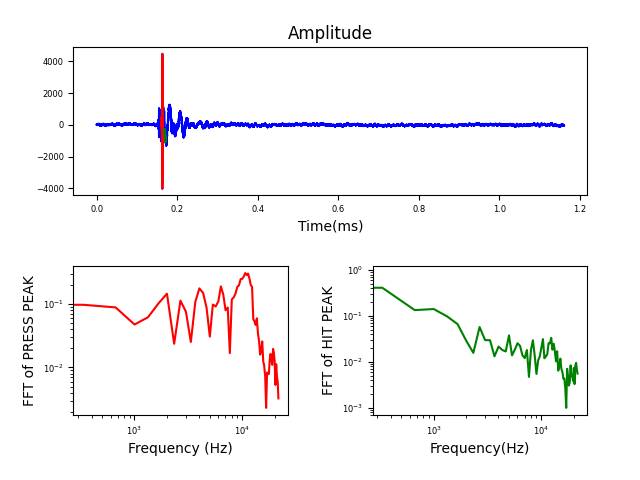 Amplitude
4000
2000
0
−2000
−4000
0.0 0.2 0.4 0.6 0.8 1.0 1.2
Time(ms)
FFT of PRESS PEAK
10⁻¹
10⁻²
10³ 10⁴
Frequency (Hz)
FFT of HIT PEAK
10⁰
10⁻¹
10⁻²
10⁻³
10³ 10⁴
Frequency(Hz)